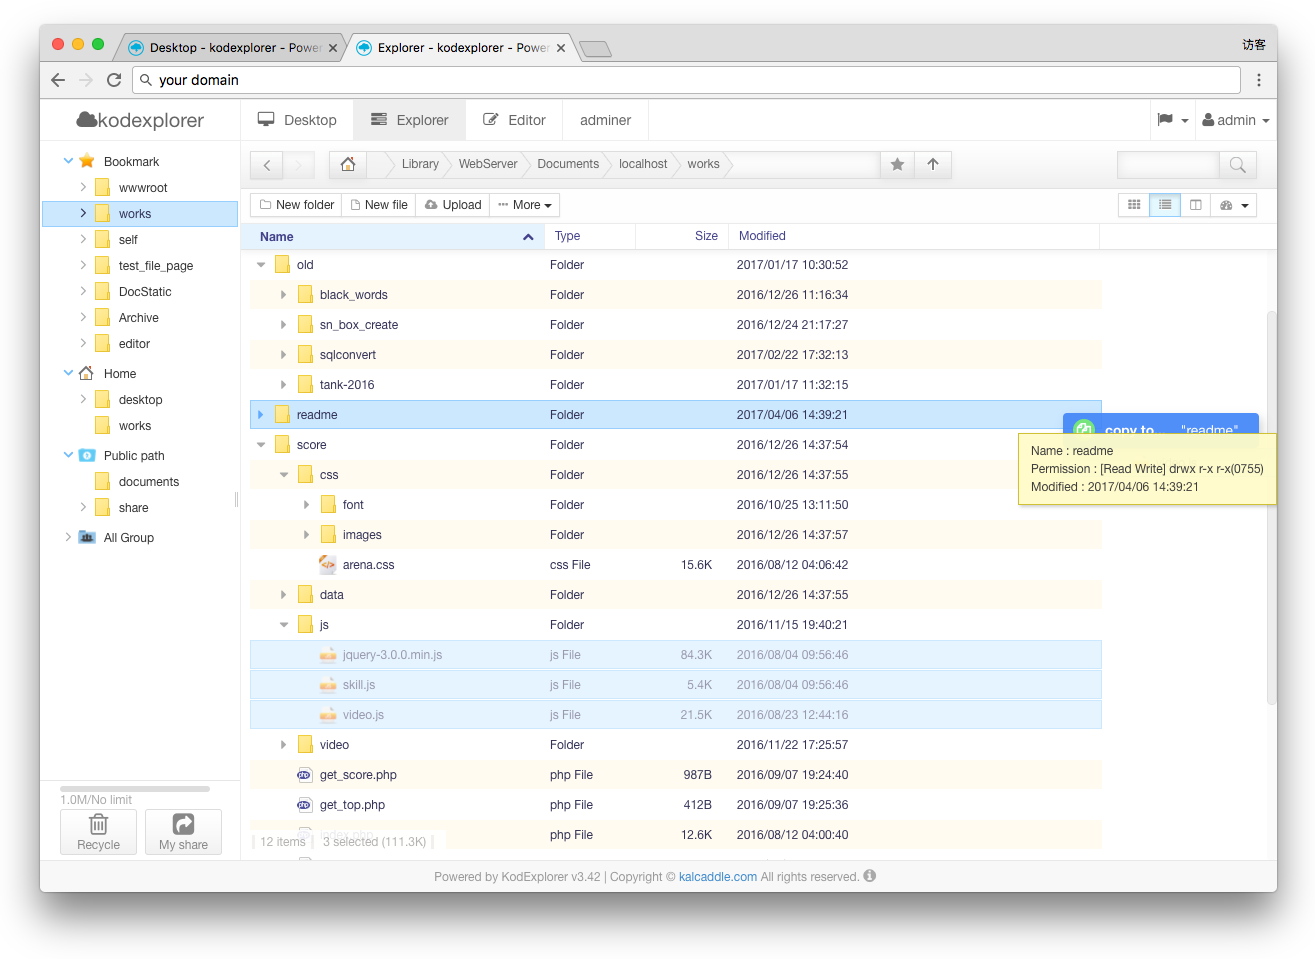 Desktop - kodexplorer - Powe
Explorer - kodexplorer - Powe
访客
your domain
kodexplorer
Desktop
Explorer
Editor
adminer
admin
Library
WebServer
Documents
localhost
works
New folder
New file
Upload
More
Bookmark
wwwroot
works
self
test_file_page
DocStatic
Archive
editor
Home
desktop
works
Public path
documents
share
All Group
1.0M/No limit
Recycle
My share
Name Type Size Modified
old Folder 2017/01/17 10:30:52
black_words Folder 2016/12/26 11:16:34
sn_box_create Folder 2016/12/24 21:17:27
sqlconvert Folder 2017/02/22 17:32:13
tank-2016 Folder 2017/01/17 11:32:15
readme Folder 2017/04/06 14:39:21
score Folder 2016/12/26 14:37:54
css Folder 2016/12/26 14:37:55
font Folder 2016/10/25 13:11:50
images Folder 2016/12/26 14:37:57
arena.css css File 15.6K 2016/08/12 04:06:42
data Folder 2016/12/26 14:37:55
js Folder 2016/11/15 19:40:21
jquery-3.0.0.min.js js File 84.3K 2016/08/04 09:56:46
skill.js js File 5.4K 2016/08/04 09:56:46
video.js js File 21.5K 2016/08/23 12:44:16
video Folder 2016/11/22 17:25:57
get_score.php php File 987B 2016/09/07 19:24:40
get_top.php php File 412B 2016/09/07 19:25:36
index.php php File 12.6K 2016/08/12 04:00:40
12 items 3 selected (111.3K)
copy to... "readme"
Name : readme
Permission : [Read Write] drwx r-x r-x(0755)
Modified : 2017/04/06 14:39:21
Powered by KodExplorer v3.42 | Copyright © kalcaddle.com All rights reserved.